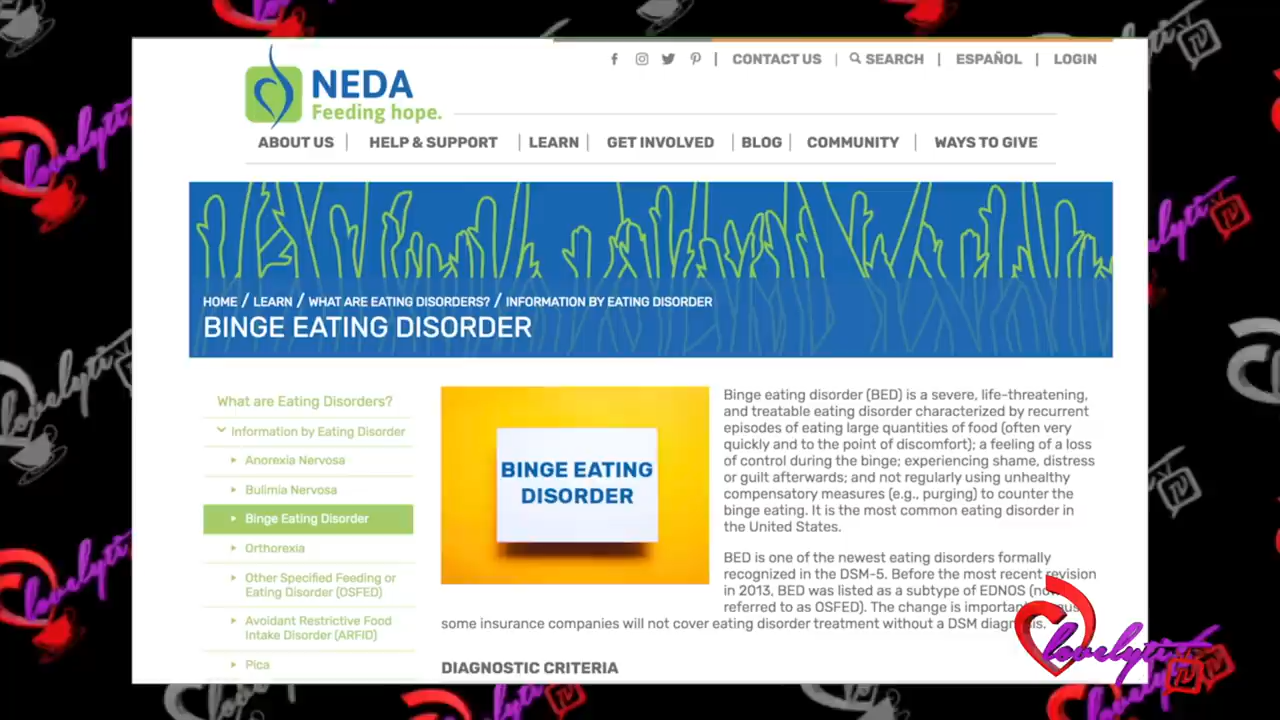 NEDA
Feeding hope.
CONTACT US | SEARCH | ESPAÑOL | LOGIN
ABOUT US | HELP & SUPPORT | LEARN | GET INVOLVED | BLOG | COMMUNITY | WAYS TO GIVE
HOME / LEARN / WHAT ARE EATING DISORDERS? / INFORMATION BY EATING DISORDER
BINGE EATING DISORDER
What are Eating Disorders?
Information by Eating Disorder
Anorexia Nervosa
Bulimia Nervosa
Binge Eating Disorder
Orthorexia
Other Specified Feeding or
Eating Disorder (OSFED)
Avoidant Restrictive Food
Intake Disorder (ARFID)
Pica
BINGE EATING
DISORDER
Binge eating disorder (BED) is a severe, life-threatening,
and treatable eating disorder characterized by recurrent
episodes of eating large quantities of food (often very
quickly and to the point of discomfort); a feeling of a loss
of control during the binge; experiencing shame, distress
or guilt afterwards; and not regularly using unhealthy
compensatory measures (e.g., purging) to counter the
binge eating. It is the most common eating disorder in
the United States.
BED is one of the newest eating disorders formally
recognized in the DSM-5. Before the most recent revision
in 2013, BED was listed as a subtype of EDNOS (now
referred to as OSFED). The change is important
some insurance companies will not cover eating disorder treatment without a DSM
DIAGNOSTIC CRITERIA
lovelyti TV